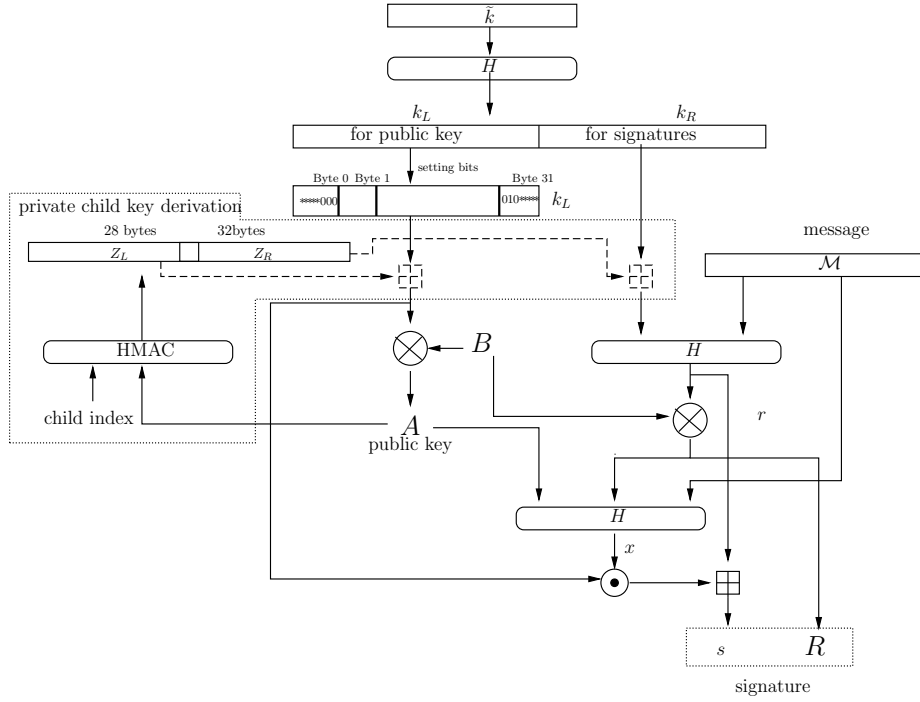 k̃
H
k_L k_R
for public key for signatures
setting bits
Byte 0 Byte 1 Byte 31
*****000 010***** k_L
private child key derivation
28 bytes 32bytes
Z_L Z_R
message
M
HMAC
B
H
child index
A
public key
r
H
x
s R
signature